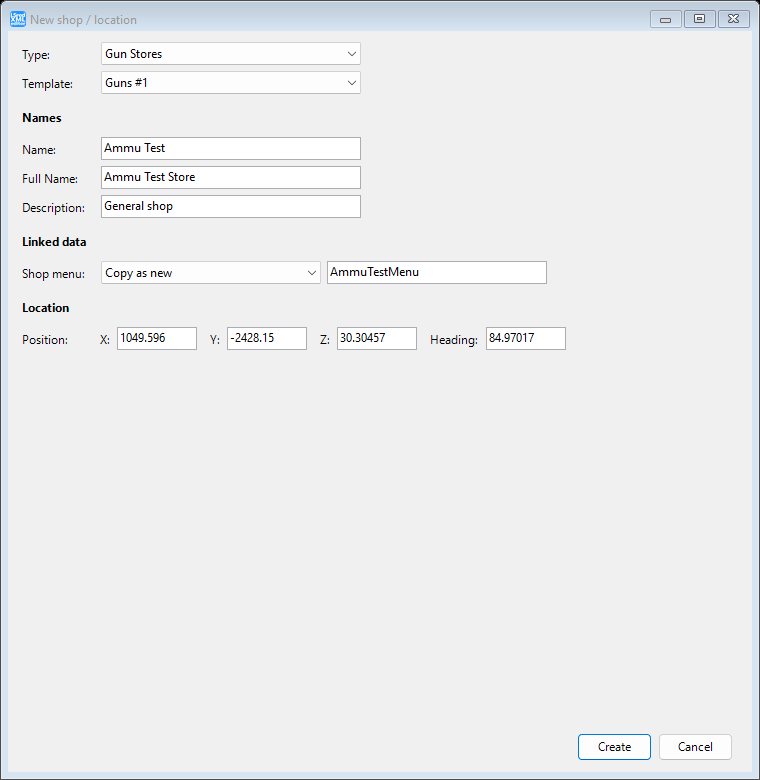 New shop / location
Type: Gun Stores
Template: Guns #1
Names
Name: Ammu Test
Full Name: Ammu Test Store
Description: General shop
Linked data
Shop menu: Copy as new AmmuTestMenu
Location
Position: X: 1049.596 Y: -2428.15 Z: 30.30457 Heading: 84.97017
Create Cancel